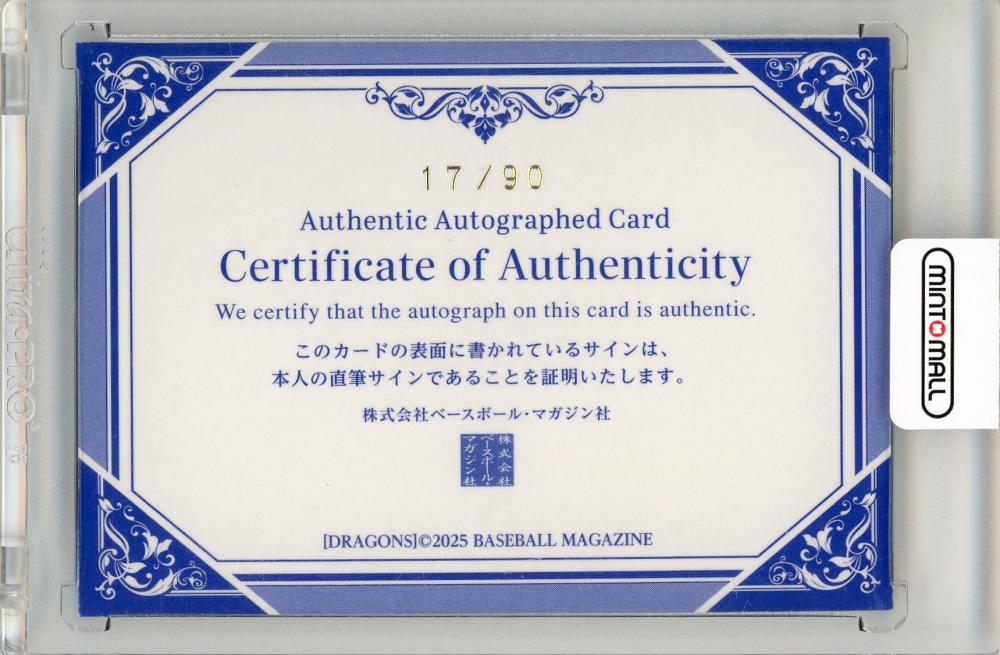 17/90
Authentic Autographed Card
Certificate of Authenticity
We certify that the autograph on this card is authentic.
このカードの表面に書かれているサインは、
本人の直筆サインであることを証明いたします。
株式会社ベースボール・マガジン社
株式会社
ベースボール・
マガジン社
[DRAGONS]©2025 BASEBALL MAGAZINE
MINTOMALL
Ultra•PRO